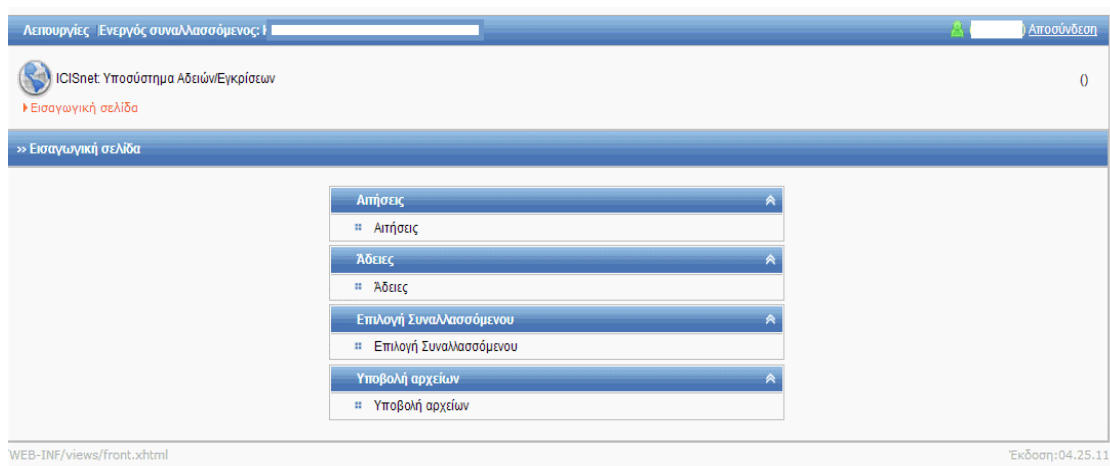 Λειτουργίες | Ενεργός συναλλασσόμενος: Ι
( ) Αποσύνδεση
ICISnet: Υποσύστημα Αδειών/Εγκρίσεων
()
Εισαγωγική σελίδα
» Εισαγωγική σελίδα
Αιτήσεις
Αιτήσεις
Άδειες
Άδειες
Επιλογή Συναλλασσόμενου
Επιλογή Συναλλασσόμενου
Υποβολή αρχείων
Υποβολή αρχείων
WEB-INF/views/front.xhtml
Έκδοση:04.25.11